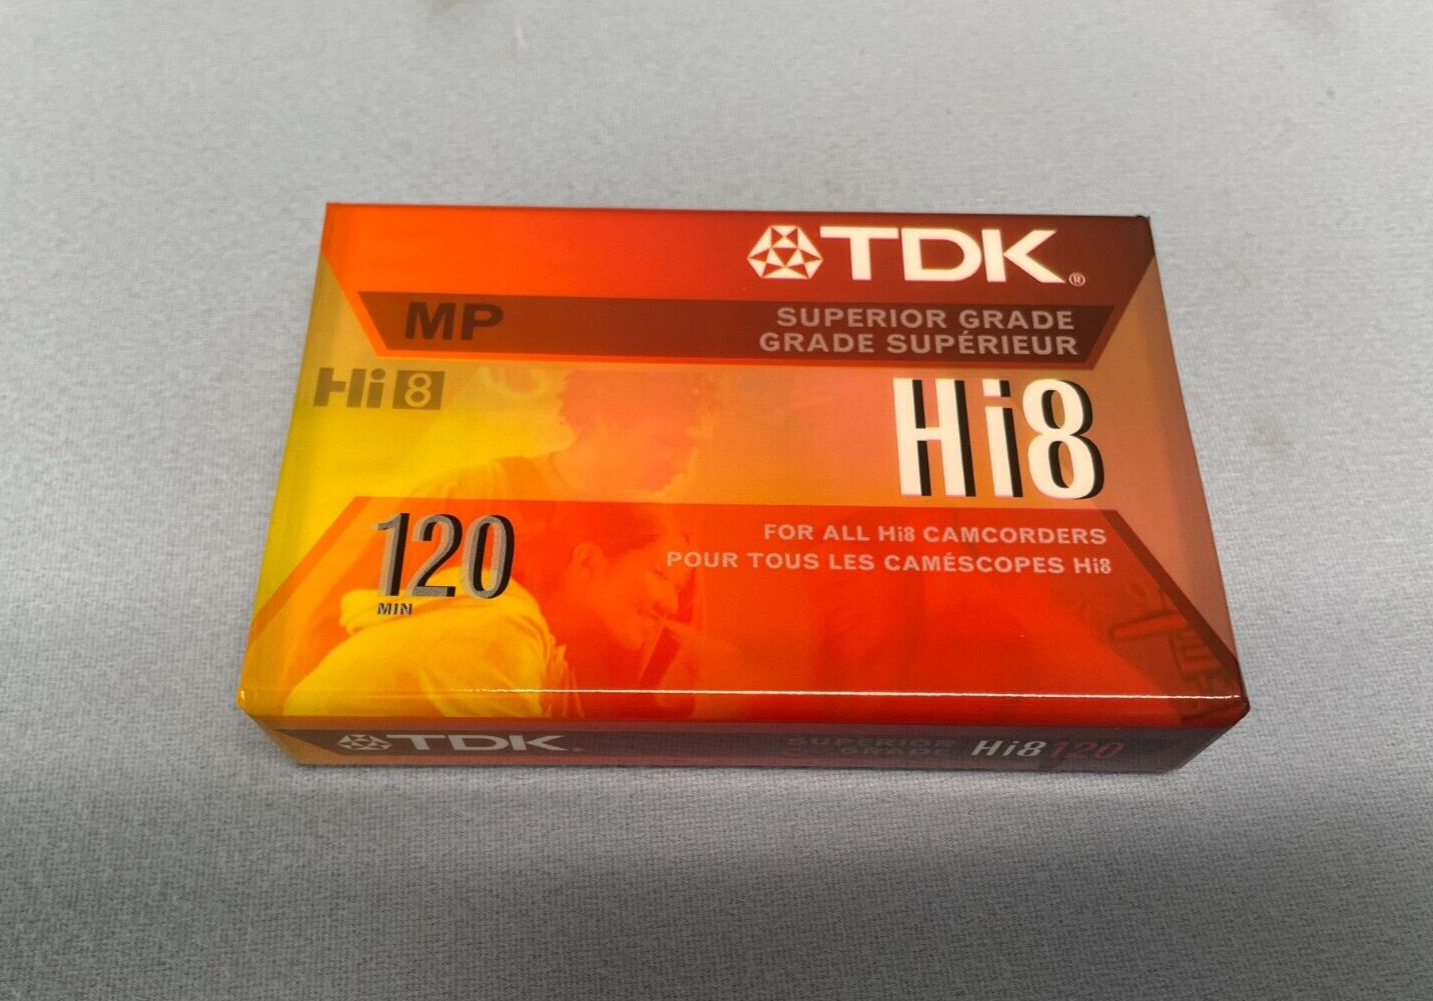 TDK®
MP
SUPERIOR GRADE
GRADE SUPÉRIEUR
Hi8
Hi8
120
MIN
FOR ALL Hi8 CAMCORDERS
POUR TOUS LES CAMÉSCOPES Hi8
TDK SUPERIOR Hi8 120
GRADE